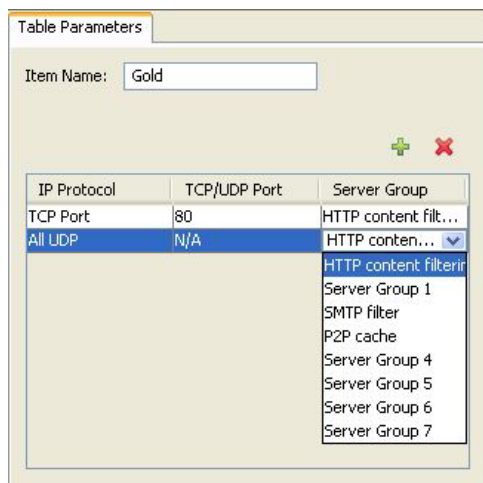 Table Parameters
Item Name: Gold
IP Protocol TCP/UDP Port Server Group
TCP Port 80 HTTP content filt...
All UDP N/A HTTP conten...
HTTP content filterin
Server Group 1
SMTP filter
P2P cache
Server Group 4
Server Group 5
Server Group 6
Server Group 7